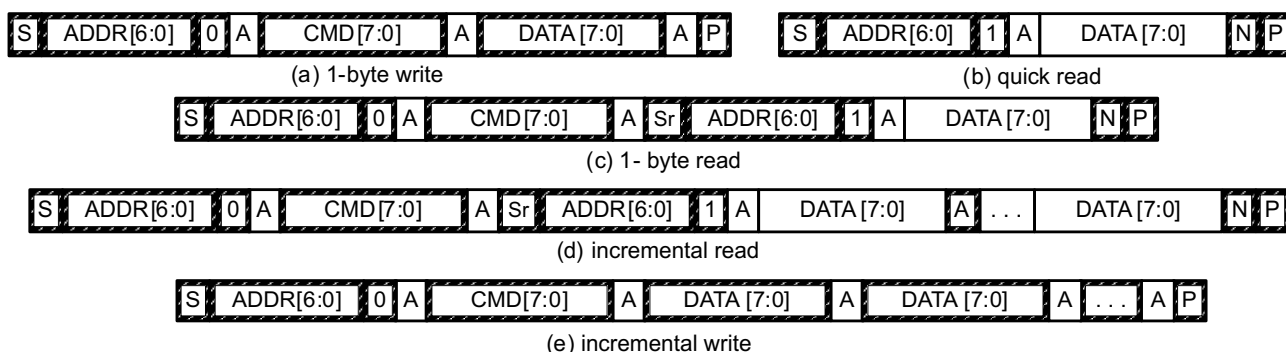 S ADDR[6:0] 0 A CMD[7:0] A DATA[7:0] A P
(a) 1-byte write
S ADDR[6:0] 1 A DATA[7:0] N P
(b) quick read
S ADDR[6:0] 0 A CMD[7:0] A Sr ADDR[6:0] 1 A DATA[7:0] N P
(c) 1- byte read
S ADDR[6:0] 0 A CMD[7:0] A Sr ADDR[6:0] 1 A DATA[7:0] A ... DATA[7:0] N P
(d) incremental read
S ADDR[6:0] 0 A CMD[7:0] A DATA[7:0] A DATA[7:0] A ... A P
(e) incremental write